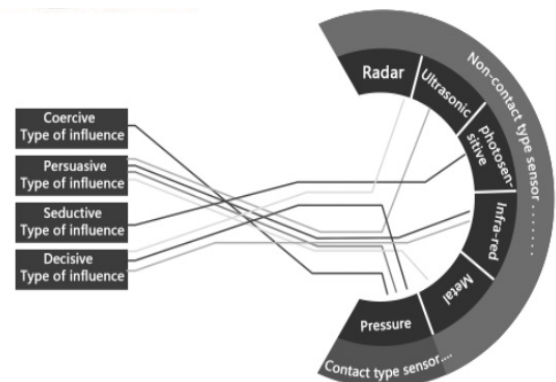 Coercive
Type of influence
Persuasive
Type of influence
Seductive
Type of influence
Decisive
Type of influence
Radar
Ultrasonic
photosen-
sitive
Infra-red
Metal
Pressure
Non-contact type sensor........
Contact type sensor....